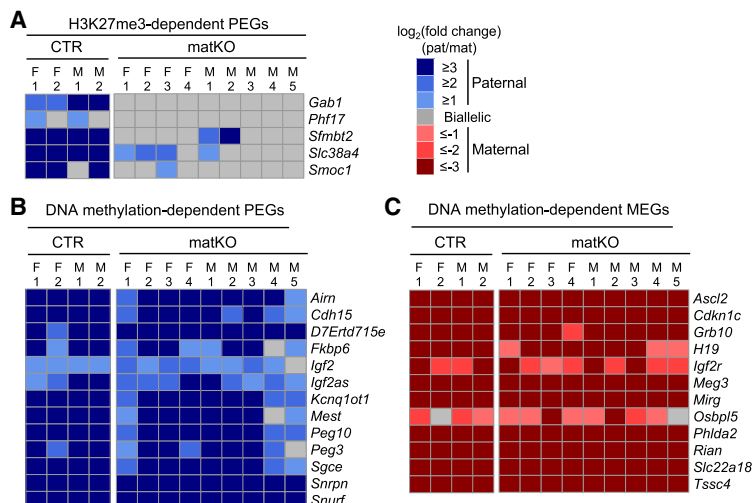 A
H3K27me3-dependent PEGs
CTR matKO
F F M M F F F F M M M M M
1 2 1 2 1 2 3 4 1 2 3 4 5
Gab1
Phf17
Sfmbt2
Slc38a4
Smoc1
log2(fold change)
(pat/mat)
≥3
≥2 Paternal
≥1
Biallelic
≤-1
≤-2 Maternal
≤-3
B
DNA methylation-dependent PEGs
CTR matKO
F F M M F F F F M M M M M
1 2 1 2 1 2 3 4 1 2 3 4 5
Airn
Cdh15
D7Ertd715e
Fkbp6
Igf2
Igf2as
Kcnq1ot1
Mest
Peg10
Peg3
Sgce
Snrpn
Snurf
C
DNA methylation-dependent MEGs
CTR matKO
F F M M F F F F M M M M M
1 2 1 2 1 2 3 4 1 2 3 4 5
Ascl2
Cdkn1c
Grb10
H19
Igf2r
Meg3
Mirg
Osbpl5
Phlda2
Rian
Slc22a18
Tssc4